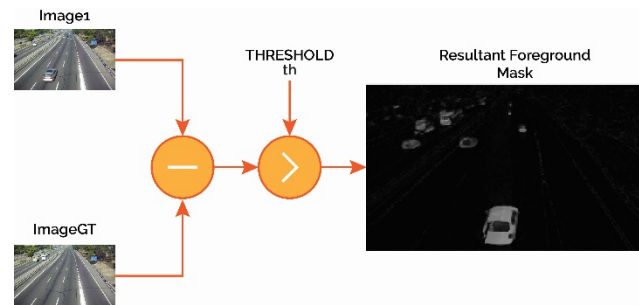 Image1
THRESHOLD
th
Resultant Foreground
Mask
ImageGT